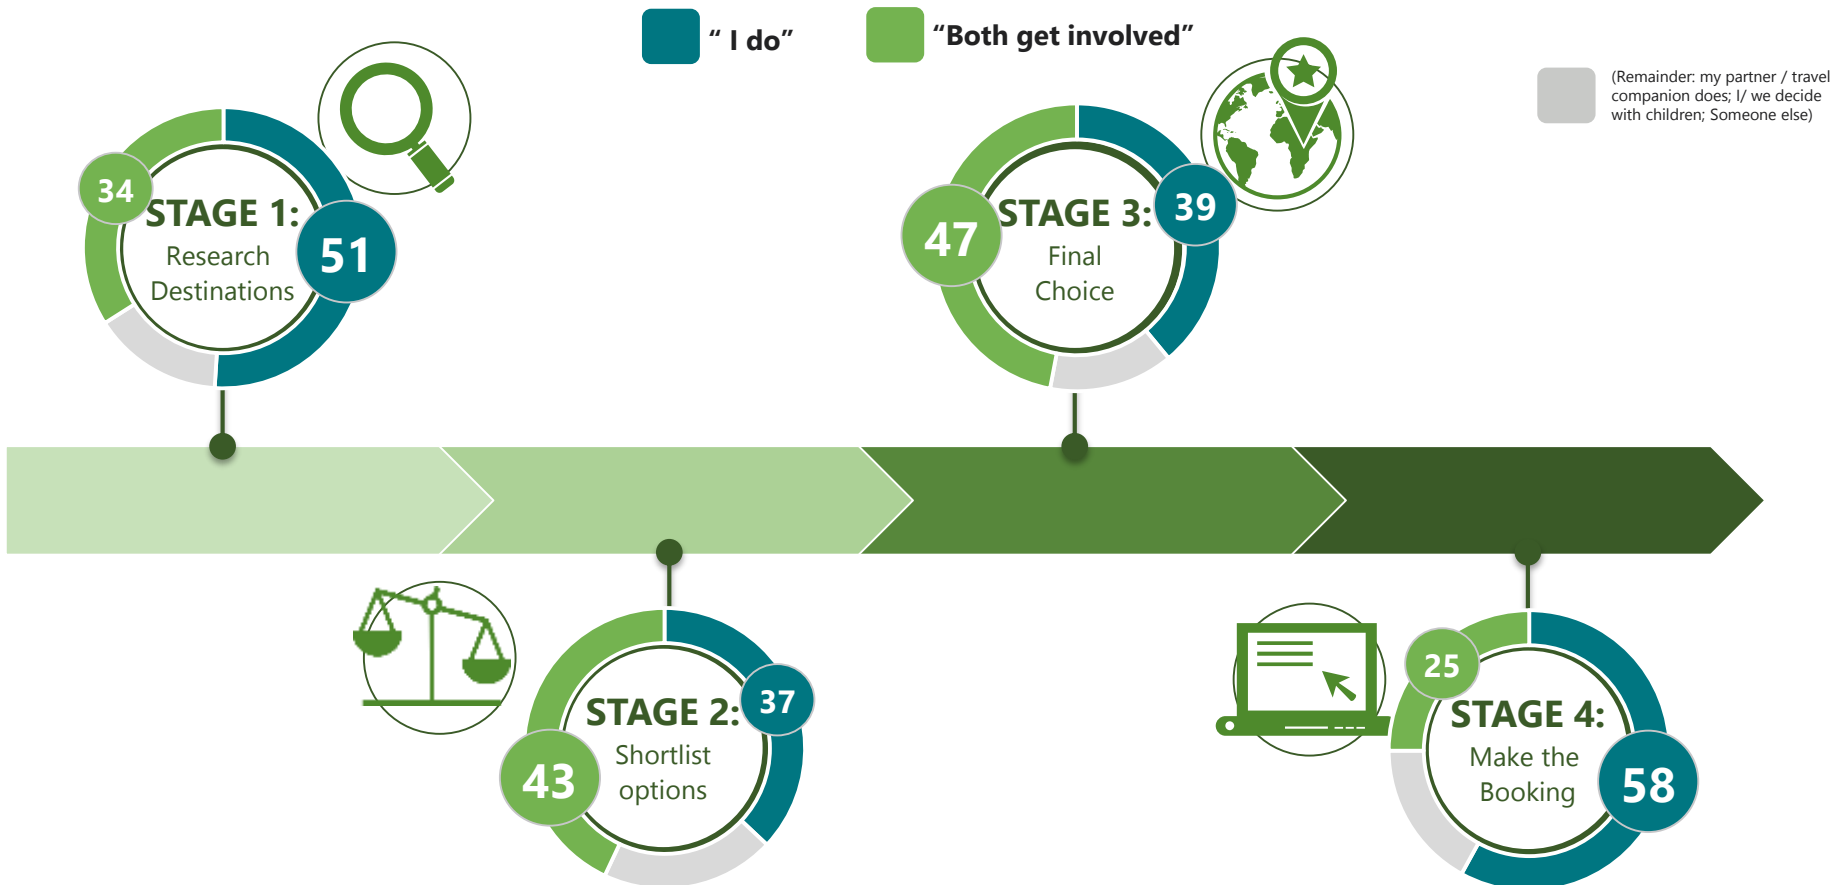 “ I do”
“Both get involved”
(Remainder: my partner / travel
companion does; I/ we decide
with children; Someone else)
34
STAGE 1:
51
Research
Destinations
47
STAGE 3:
39
Final
Choice
37
STAGE 2:
43
Shortlist
options
25
STAGE 4:
58
Make the
Booking